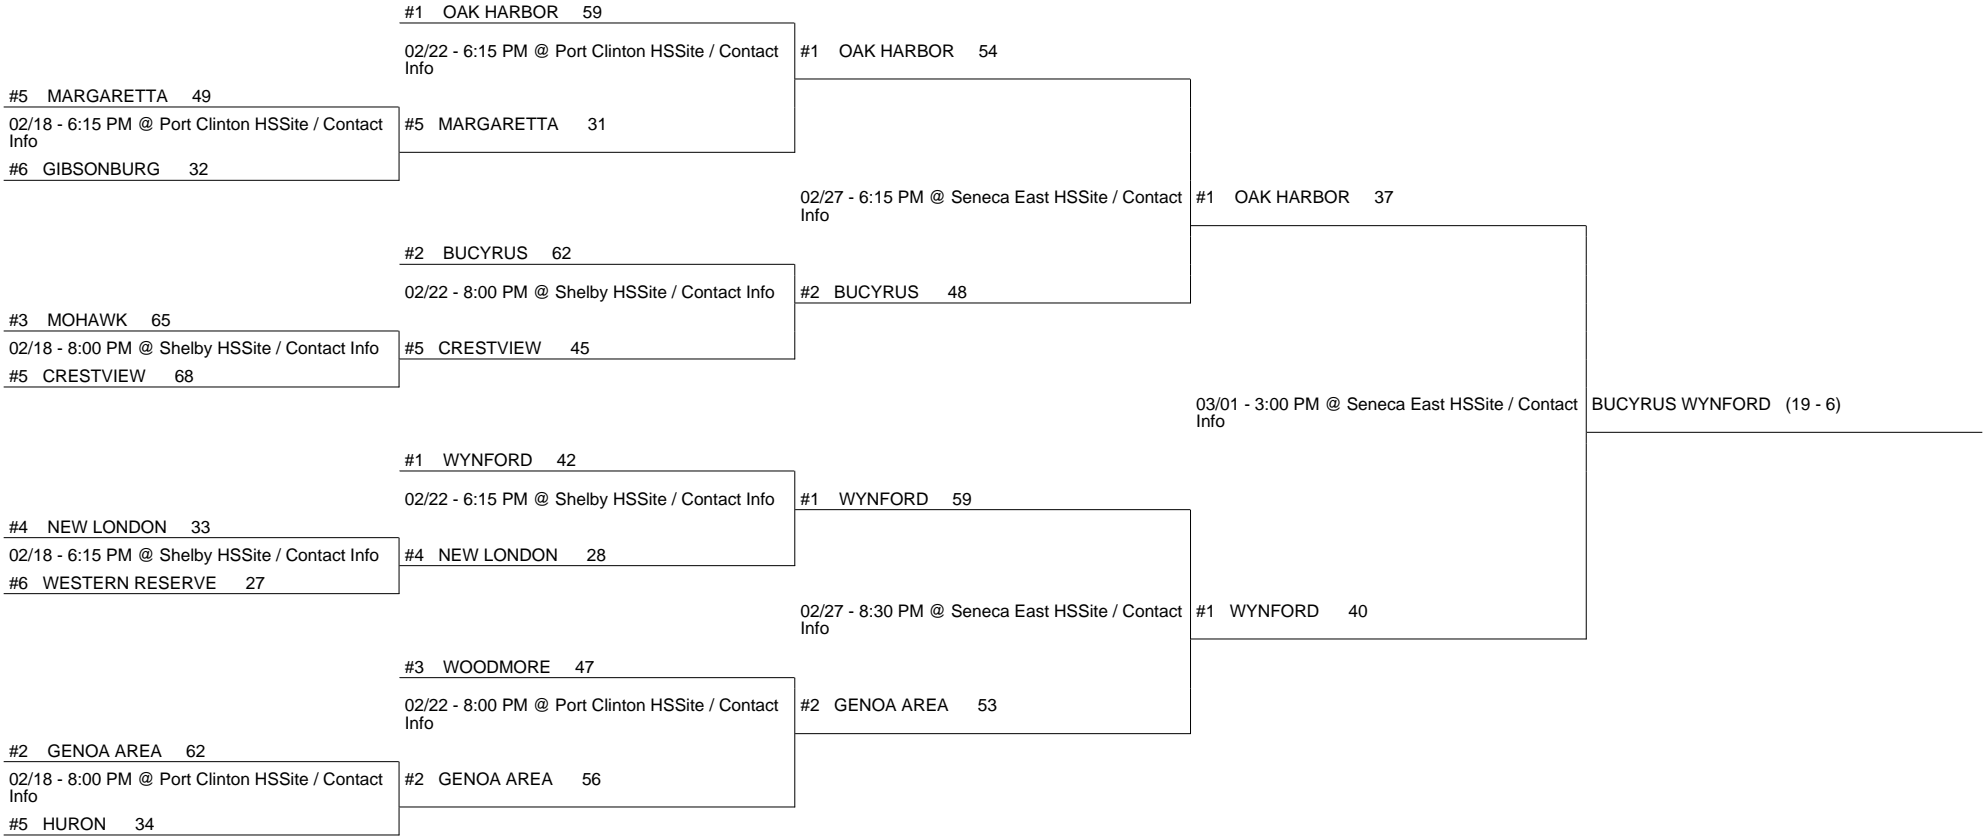 #1 OAK HARBOR 59
02/22 - 6:15 PM @ Port Clinton HSSite / Contact
Info
#1 OAK HARBOR 54
#5 MARGARETTA 49
02/18 - 6:15 PM @ Port Clinton HSSite / Contact
Info
#6 GIBSONBURG 32
#5 MARGARETTA 31
02/27 - 6:15 PM @ Seneca East HSSite / Contact
Info
#1 OAK HARBOR 37
#2 BUCYRUS 62
02/22 - 8:00 PM @ Shelby HSSite / Contact Info
#2 BUCYRUS 48
#3 MOHAWK 65
02/18 - 8:00 PM @ Shelby HSSite / Contact Info
#5 CRESTVIEW 68
#5 CRESTVIEW 45
03/01 - 3:00 PM @ Seneca East HSSite / Contact
Info
BUCYRUS WYNFORD (19 - 6)
#1 WYNFORD 42
02/22 - 6:15 PM @ Shelby HSSite / Contact Info
#1 WYNFORD 59
#4 NEW LONDON 33
02/18 - 6:15 PM @ Shelby HSSite / Contact Info
#6 WESTERN RESERVE 27
#4 NEW LONDON 28
02/27 - 8:30 PM @ Seneca East HSSite / Contact
Info
#1 WYNFORD 40
#3 WOODMORE 47
02/22 - 8:00 PM @ Port Clinton HSSite / Contact
Info
#2 GENOA AREA 53
#2 GENOA AREA 62
02/18 - 8:00 PM @ Port Clinton HSSite / Contact
Info
#5 HURON 34
#2 GENOA AREA 56